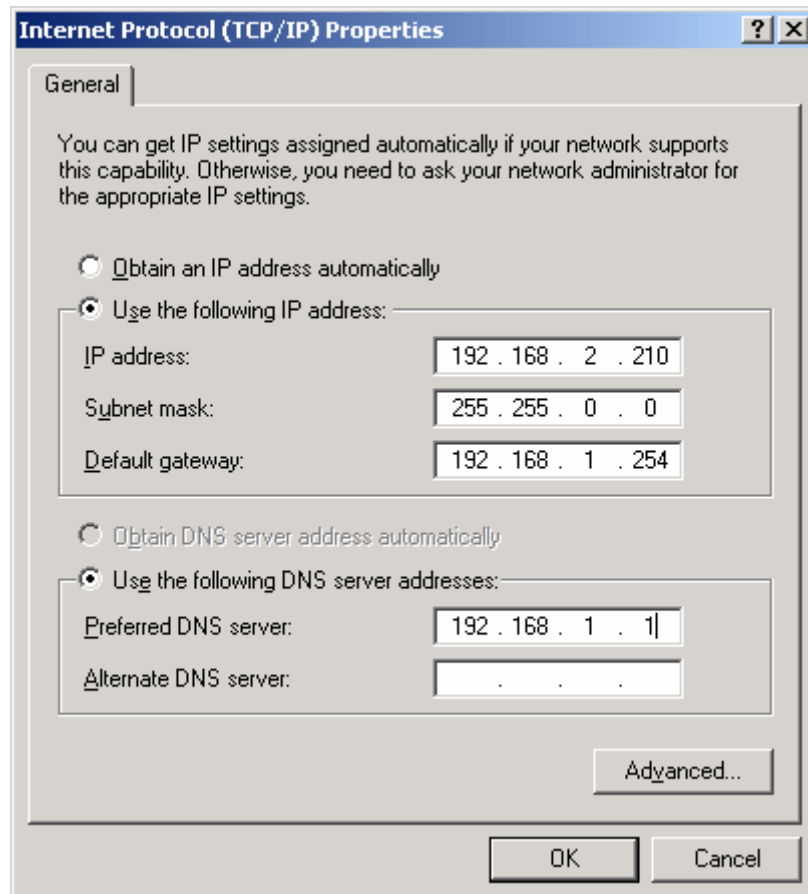 Internet Protocol (TCP/IP) Properties
General
You can get IP settings assigned automatically if your network supports
this capability. Otherwise, you need to ask your network administrator for
the appropriate IP settings.
Obtain an IP address automatically
Use the following IP address:
IP address: 192 . 168 . 2 . 210
Subnet mask: 255 . 255 . 0 . 0
Default gateway: 192 . 168 . 1 . 254
Obtain DNS server address automatically
Use the following DNS server addresses:
Preferred DNS server: 192 . 168 . 1 . 1
Alternate DNS server: . . .
Advanced...
OK Cancel